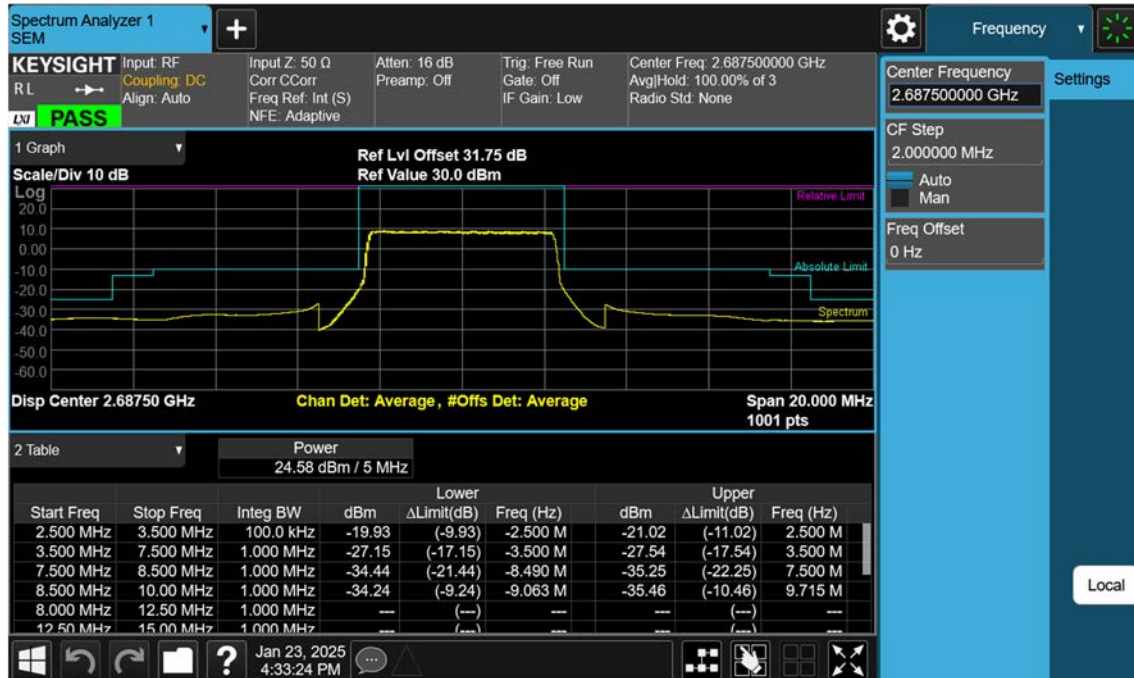 Spectrum Analyzer 1
SEM
Frequency
KEYSIGHT
RL
LXI PASS
Input: RF
Coupling: DC
Align: Auto
Input Z: 50 Ω
Corr CCorr
Freq Ref: Int (S)
NFE: Adaptive
Atten: 16 dB
Preamp: Off
Trig: Free Run
Gate: Off
IF Gain: Low
Center Freq: 2.687500000 GHz
Avg|Hold: 100.00% of 3
Radio Std: None
Center Frequency
2.687500000 GHz
Settings
CF Step
2.000000 MHz
Auto
Man
Freq Offset
0 Hz
1 Graph
Scale/Div 10 dB
Ref Lvl Offset 31.75 dB
Ref Value 30.0 dBm
Log
20.0
10.0
0.00
-10.0
-20.0
-30.0
-40.0
-50.0
-60.0
Relative Limit
Absolute Limit
Spectrum
Disp Center 2.68750 GHz
Chan Det: Average, #Offs Det: Average
Span 20.000 MHz
1001 pts
2 Table
Power
24.58 dBm / 5 MHz
Lower Upper
Start Freq Stop Freq Integ BW dBm ΔLimit(dB) Freq (Hz) dBm ΔLimit(dB) Freq (Hz)
2.500 MHz 3.500 MHz 100.0 kHz -19.93 (-9.93) -2.500 M -21.02 (-11.02) 2.500 M
3.500 MHz 7.500 MHz 1.000 MHz -27.15 (-17.15) -3.500 M -27.54 (-17.54) 3.500 M
7.500 MHz 8.500 MHz 1.000 MHz -34.44 (-21.44) -8.490 M -35.25 (-22.25) 7.500 M
8.500 MHz 10.00 MHz 1.000 MHz -34.24 (-9.24) -9.063 M -35.46 (-10.46) 9.715 M
8.000 MHz 12.50 MHz 1.000 MHz --- (---) --- --- (---) ---
12.50 MHz 15.00 MHz 1.000 MHz --- (---) --- --- (---) ---
Local
?
Jan 23, 2025
4:33:24 PM